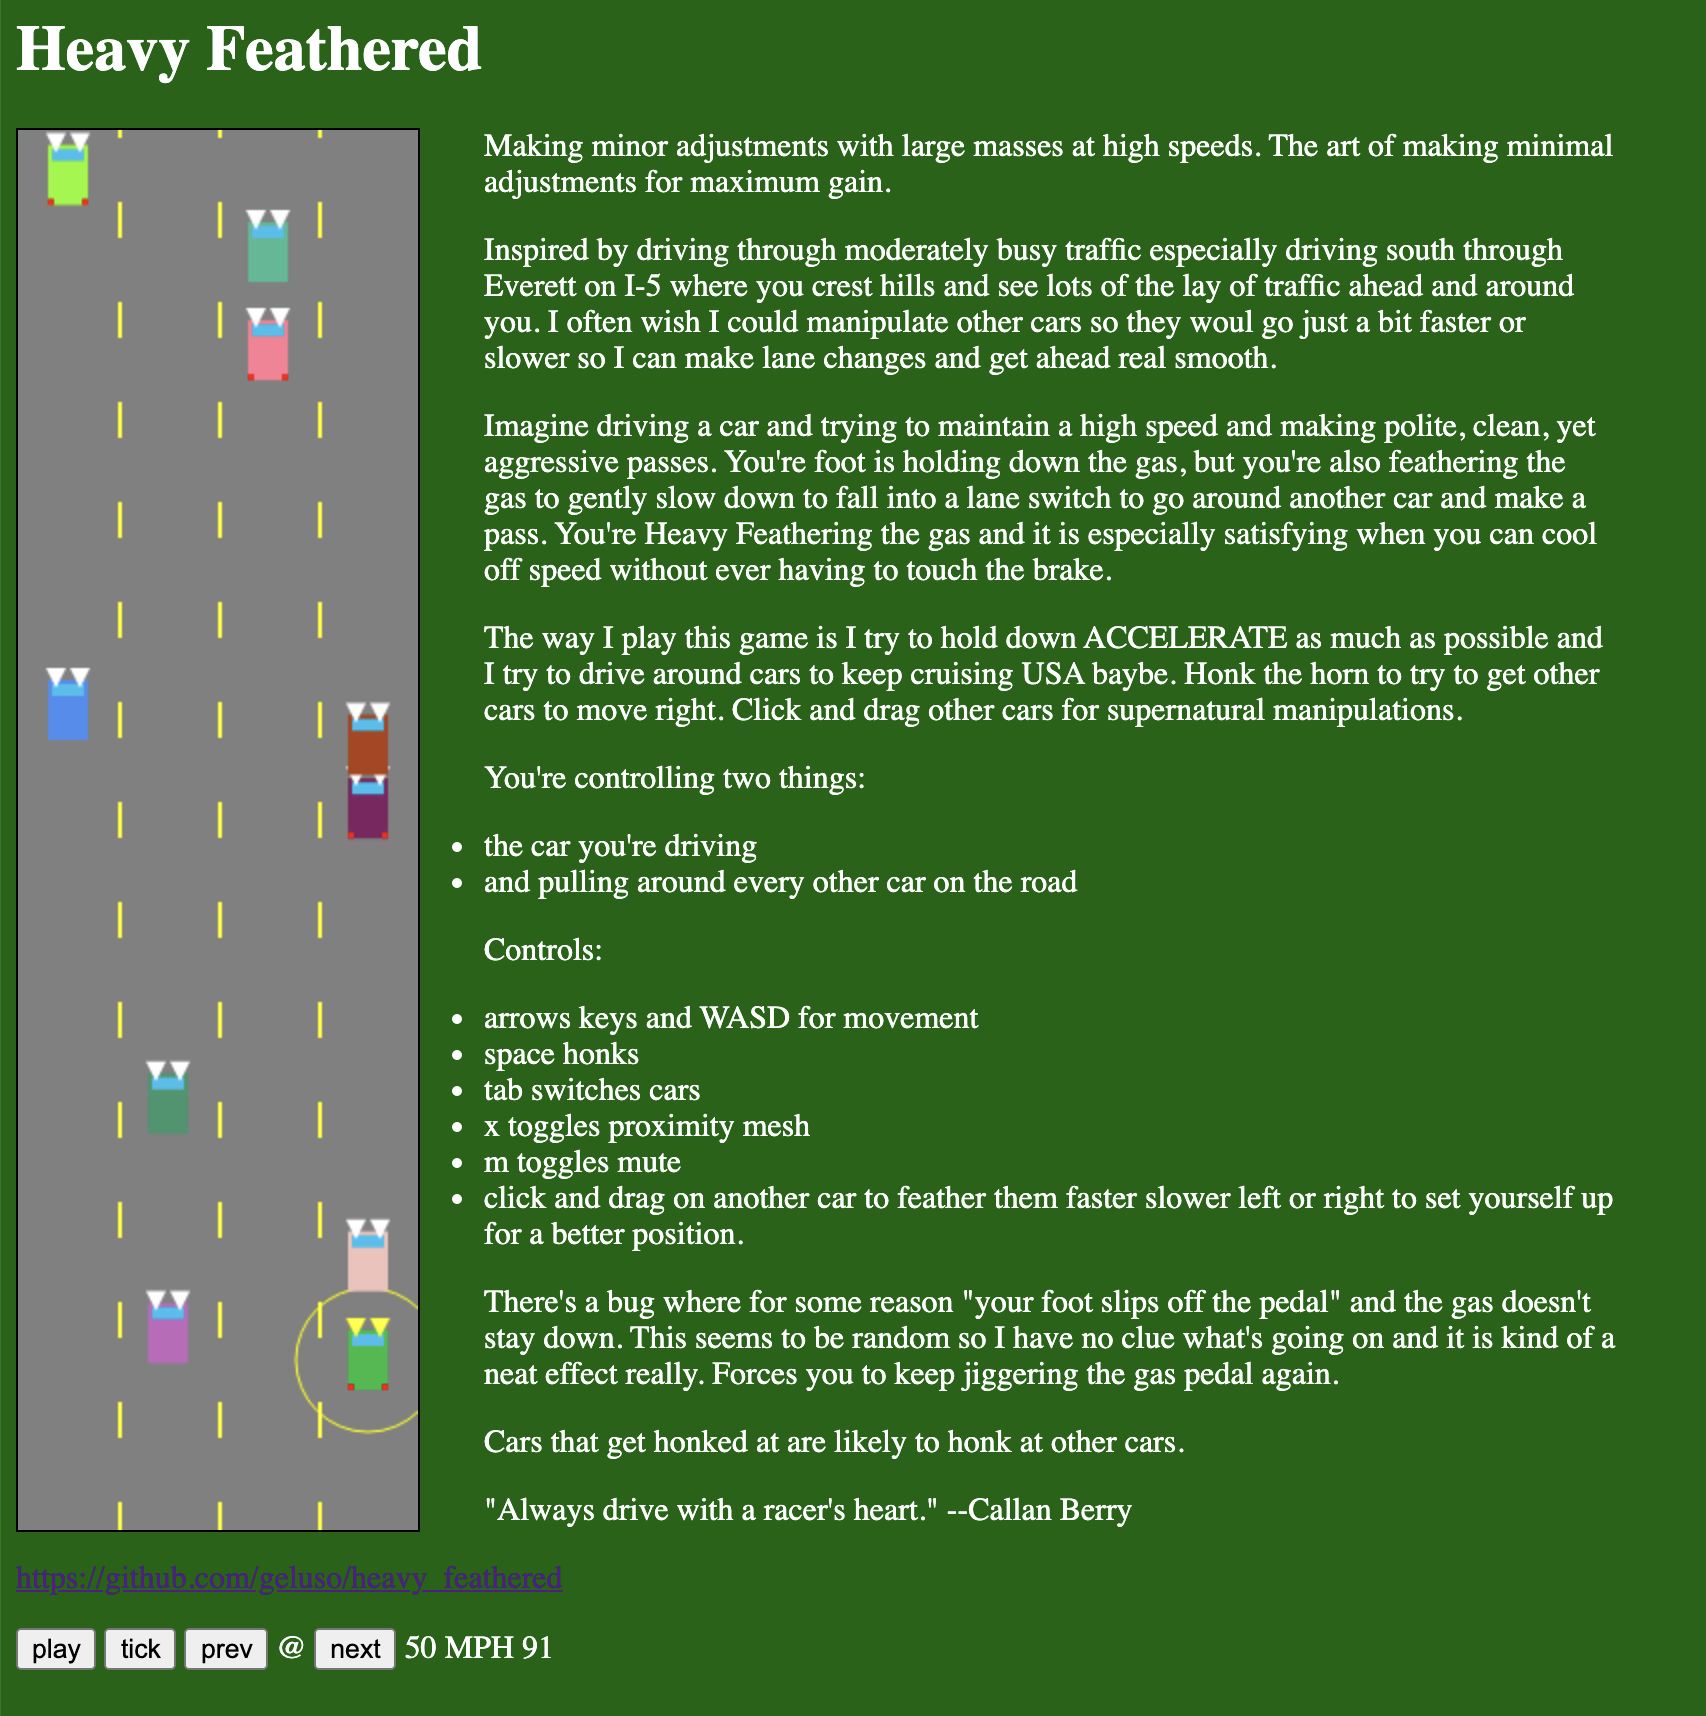 Heavy Feathered
Making minor adjustments with large masses at high speeds. The art of making minimal
adjustments for maximum gain.
Inspired by driving through moderately busy traffic especially driving south through
Everett on I-5 where you crest hills and see lots of the lay of traffic ahead and around
you. I often wish I could manipulate other cars so they woul go just a bit faster or
slower so I can make lane changes and get ahead real smooth.
Imagine driving a car and trying to maintain a high speed and making polite, clean, yet
aggressive passes. You're foot is holding down the gas, but you're also feathering the
gas to gently slow down to fall into a lane switch to go around another car and make a
pass. You're Heavy Feathering the gas and it is especially satisfying when you can cool
off speed without ever having to touch the brake.
The way I play this game is I try to hold down ACCELERATE as much as possible and
I try to drive around cars to keep cruising USA baybe. Honk the horn to try to get other
cars to move right. Click and drag other cars for supernatural manipulations.
You're controlling two things:
• the car you're driving
• and pulling around every other car on the road
Controls:
• arrows keys and WASD for movement
• space honks
• tab switches cars
• x toggles proximity mesh
• m toggles mute
• click and drag on another car to feather them faster slower left or right to set yourself up
for a better position.
There's a bug where for some reason "your foot slips off the pedal" and the gas doesn't
stay down. This seems to be random so I have no clue what's going on and it is kind of a
neat effect really. Forces you to keep jiggering the gas pedal again.
Cars that get honked at are likely to honk at other cars.
"Always drive with a racer's heart." --Callan Berry
https://github.com/geluso/heavy_feathered
play tick prev @ next 50 MPH 91